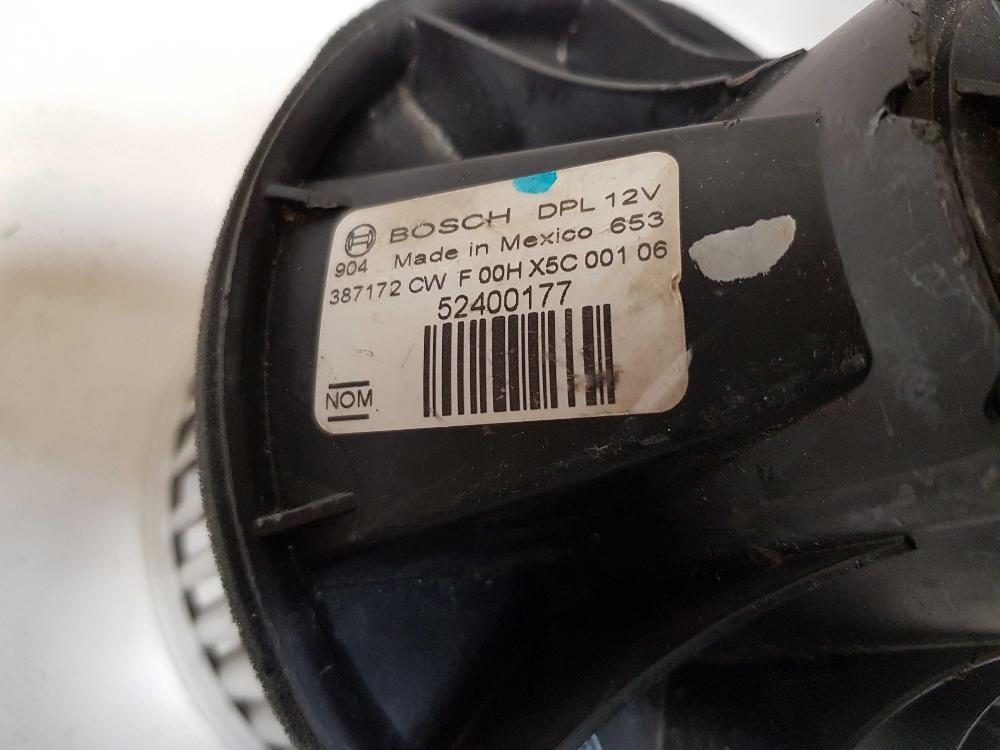 BOSCH DPL 12V
904 Made in Mexico 653
387172 CW F 00H X5C 001 06
52400177
NOM